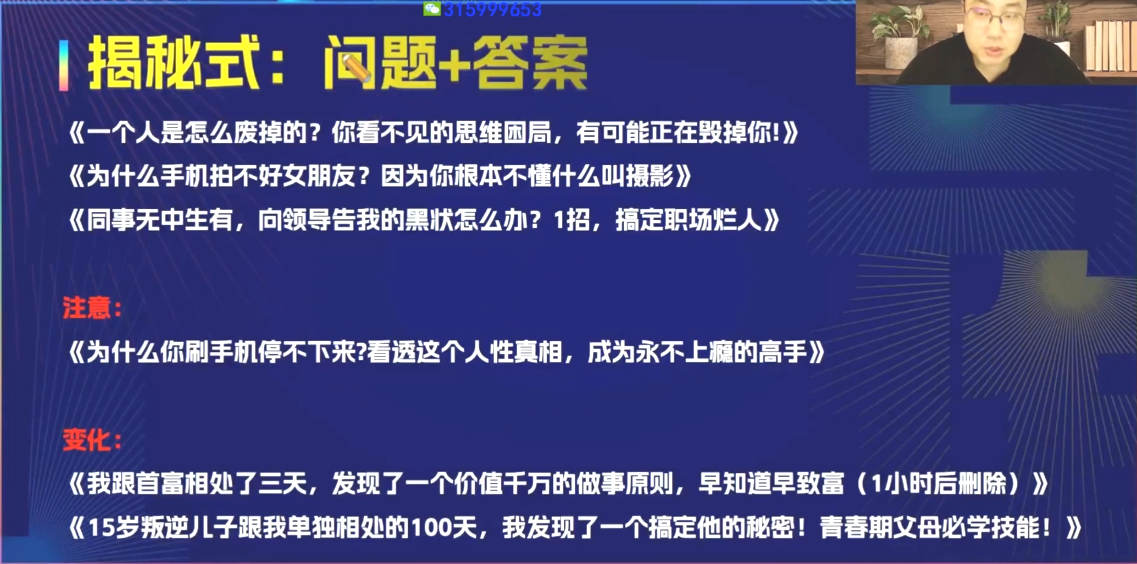 315999653
揭秘式：问题+答案
《一个人是怎么废掉的？你看不见的思维困局，有可能正在毁掉你!》
《为什么手机拍不好女朋友？因为你根本不懂什么叫摄影》
《同事无中生有，向领导告我的黑状怎么办？1招，搞定职场烂人》
注意：
《为什么你刷手机停不下来?看透这个人性真相，成为永不上瘾的高手》
变化：
《我跟首富相处了三天，发现了一个价值千万的做事原则，早知道早致富（1小时后删除）》
《15岁叛逆儿子跟我单独相处的100天，我发现了一个搞定他的秘密！青春期父母必学技能！》